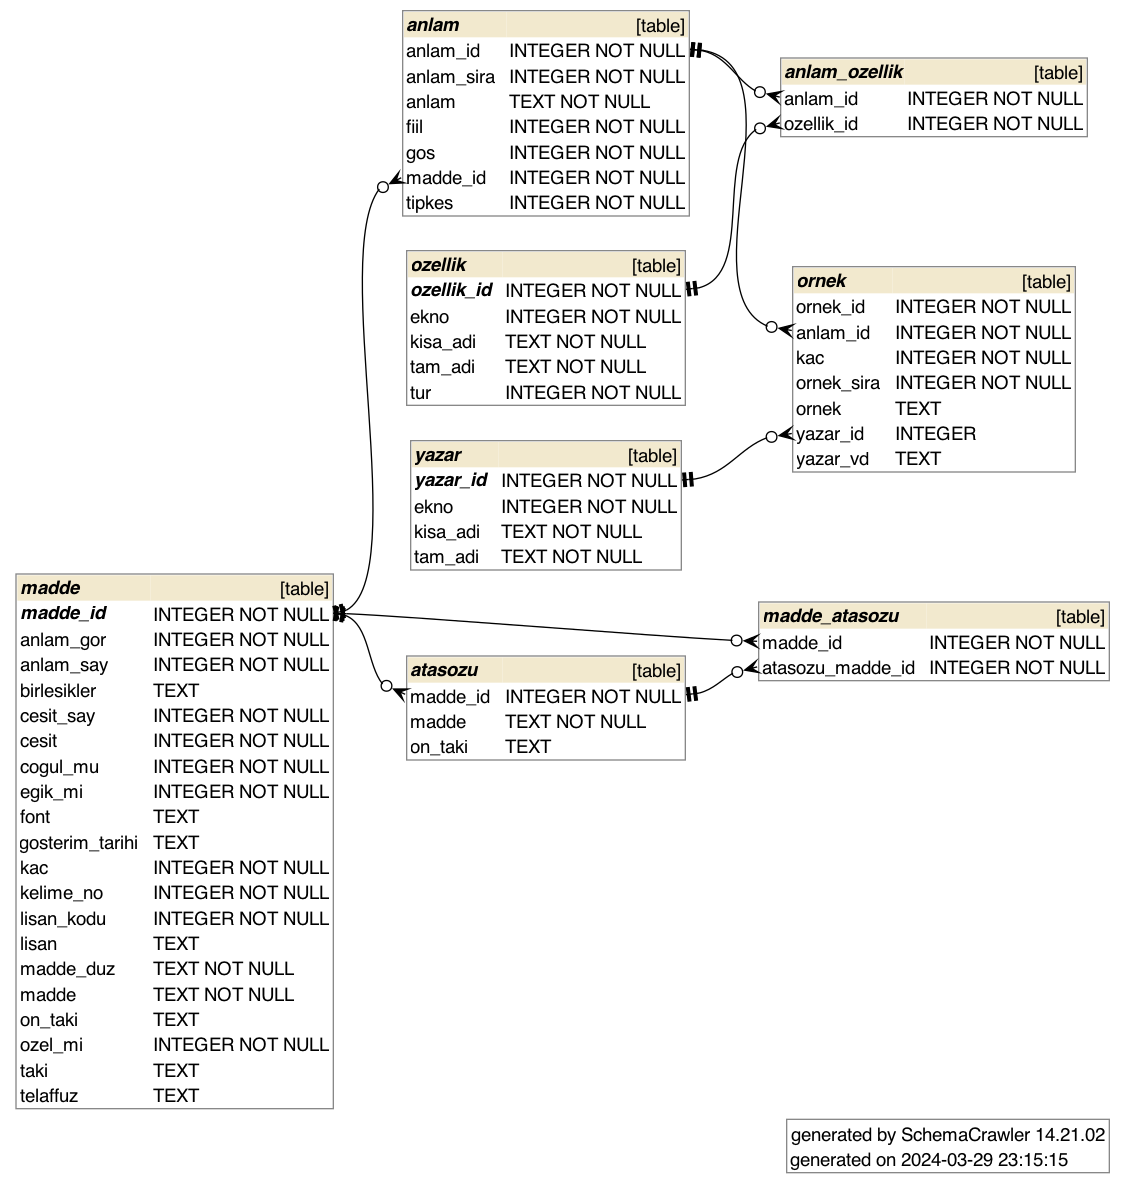 anlam [table]
anlam_id INTEGER NOT NULL
anlam_sira INTEGER NOT NULL
anlam TEXT NOT NULL
fiil INTEGER NOT NULL
gos INTEGER NOT NULL
madde_id INTEGER NOT NULL
tipkes INTEGER NOT NULL
anlam_ozellik [table]
anlam_id INTEGER NOT NULL
ozellik_id INTEGER NOT NULL
ozellik [table]
ozellik_id INTEGER NOT NULL
ekno INTEGER NOT NULL
kisa_adi TEXT NOT NULL
tam_adi TEXT NOT NULL
tur INTEGER NOT NULL
ornek [table]
ornek_id INTEGER NOT NULL
anlam_id INTEGER NOT NULL
kac INTEGER NOT NULL
ornek_sira INTEGER NOT NULL
ornek TEXT
yazar_id INTEGER
yazar_vd TEXT
yazar [table]
yazar_id INTEGER NOT NULL
ekno INTEGER NOT NULL
kisa_adi TEXT NOT NULL
tam_adi TEXT NOT NULL
madde [table]
madde_id INTEGER NOT NULL
anlam_gor INTEGER NOT NULL
anlam_say INTEGER NOT NULL
birlesikler TEXT
cesit_say INTEGER NOT NULL
cesit INTEGER NOT NULL
cogul_mu INTEGER NOT NULL
egik_mi INTEGER NOT NULL
font TEXT
gosterim_tarihi TEXT
kac INTEGER NOT NULL
kelime_no INTEGER NOT NULL
lisan_kodu INTEGER NOT NULL
lisan TEXT
madde_duz TEXT NOT NULL
madde TEXT NOT NULL
on_taki TEXT
ozel_mi INTEGER NOT NULL
taki TEXT
telaffuz TEXT
atasozu [table]
madde_id INTEGER NOT NULL
madde TEXT NOT NULL
on_taki TEXT
madde_atasozu [table]
madde_id INTEGER NOT NULL
atasozu_madde_id INTEGER NOT NULL
generated by SchemaCrawler 14.21.02
generated on 2024-03-29 23:15:15